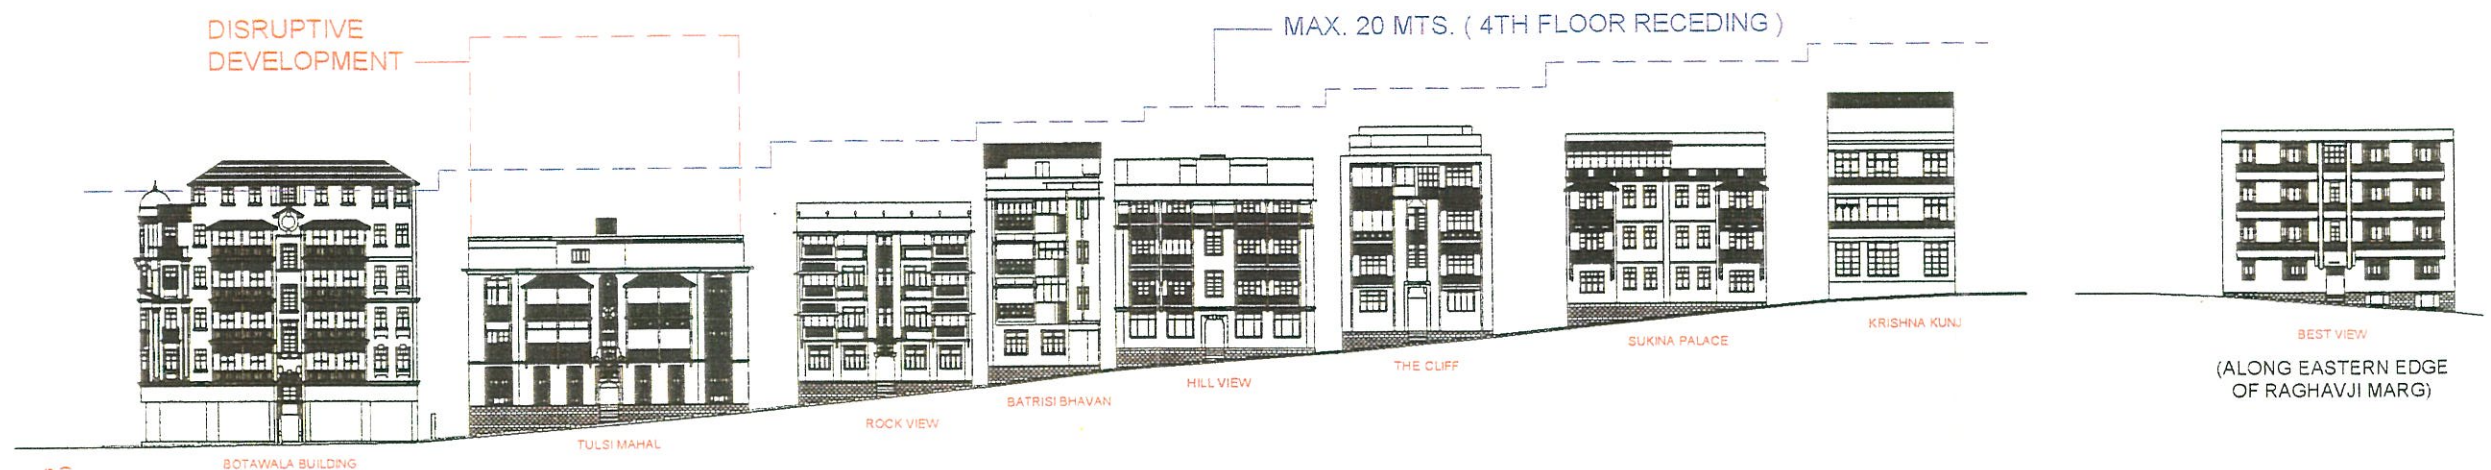 DISRUPTIVE
DEVELOPMENT
MAX. 20 MTS. ( 4TH FLOOR RECEDING )
BOTAWALA BUILDING
TULSI MAHAL
ROCK VIEW
BATRISI BHAVAN
HILL VIEW
THE CLIFF
SUKINA PALACE
KRISHNA KUNJ
BEST VIEW
(ALONG EASTERN EDGE
OF RAGHAVJI MARG)